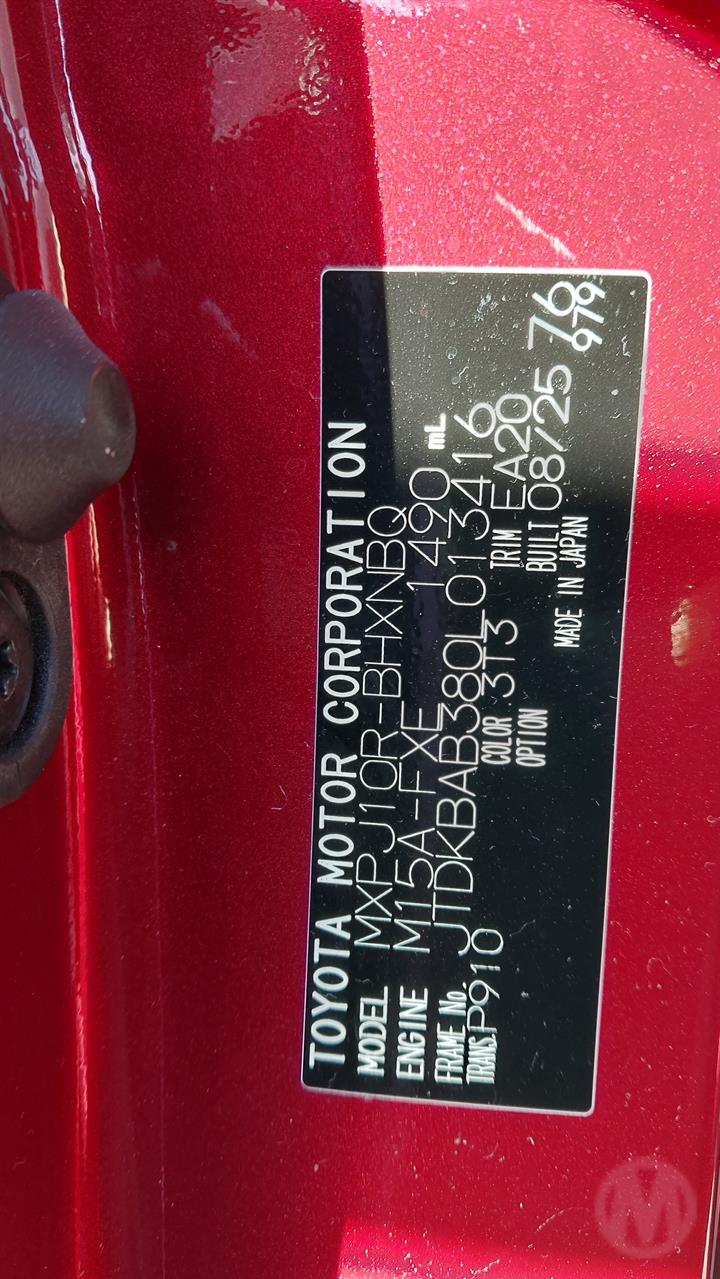 TOYOTA MOTOR CORPORATION
MODEL MXPJ10R-BHXNBQ
ENGINE M15A-FXE 1490 mL
FRAME No. JTDKBAB380L013416
TRANS. P910 COLOR 3T3 TRIM EA20
OPTION BUILT 08/25 76
MADE IN JAPAN 979
M